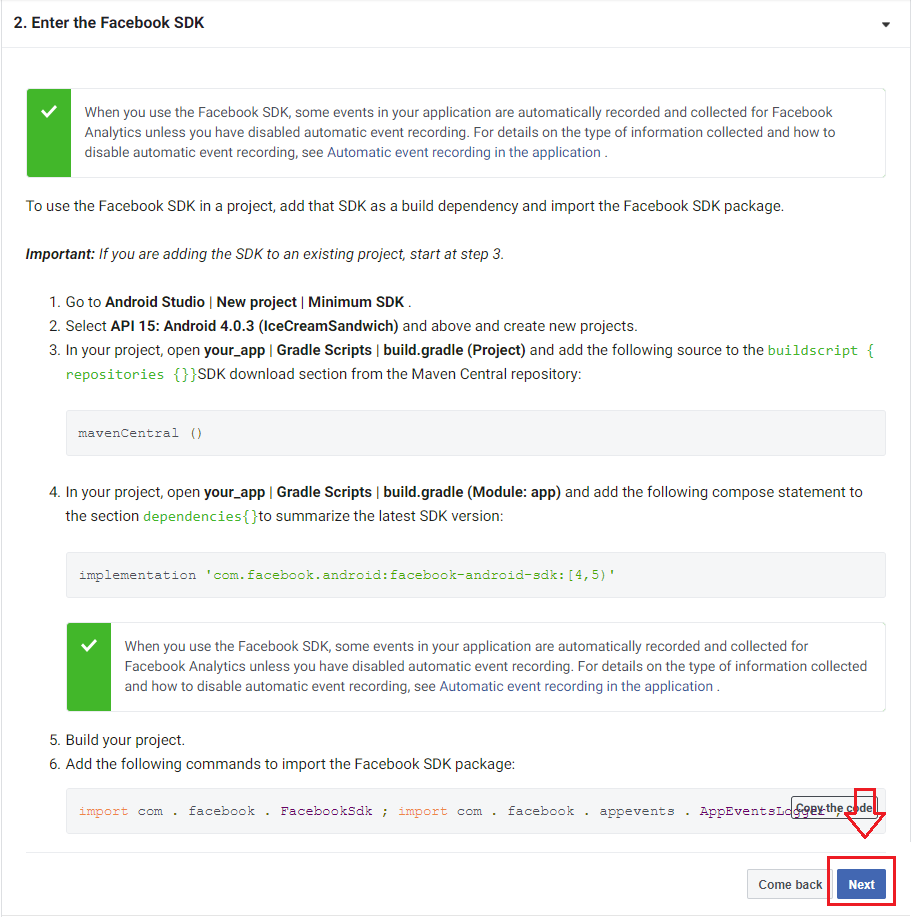 2. Enter the Facebook SDK
When you use the Facebook SDK, some events in your application are automatically recorded and collected for Facebook
Analytics unless you have disabled automatic event recording. For details on the type of information collected and how to
disable automatic event recording, see Automatic event recording in the application .
To use the Facebook SDK in a project, add that SDK as a build dependency and import the Facebook SDK package.
Important: If you are adding the SDK to an existing project, start at step 3.
1. Go to Android Studio | New project | Minimum SDK .
2. Select API 15: Android 4.0.3 (IceCreamSandwich) and above and create new projects.
3. In your project, open your_app | Gradle Scripts | build.gradle (Project) and add the following source to the buildscript {
repositories {}}SDK download section from the Maven Central repository:
mavenCentral ()
4. In your project, open your_app | Gradle Scripts | build.gradle (Module: app) and add the following compose statement to
the section dependencies{}to summarize the latest SDK version:
implementation 'com.facebook.android:facebook-android-sdk:[4,5)'
When you use the Facebook SDK, some events in your application are automatically recorded and collected for
Facebook Analytics unless you have disabled automatic event recording. For details on the type of information collected
and how to disable automatic event recording, see Automatic event recording in the application .
5. Build your project.
6. Add the following commands to import the Facebook SDK package:
import com . facebook . FacebookSdk ; import com . facebook . appevents . AppEventsLogger ;
Copy the code
Come back
Next